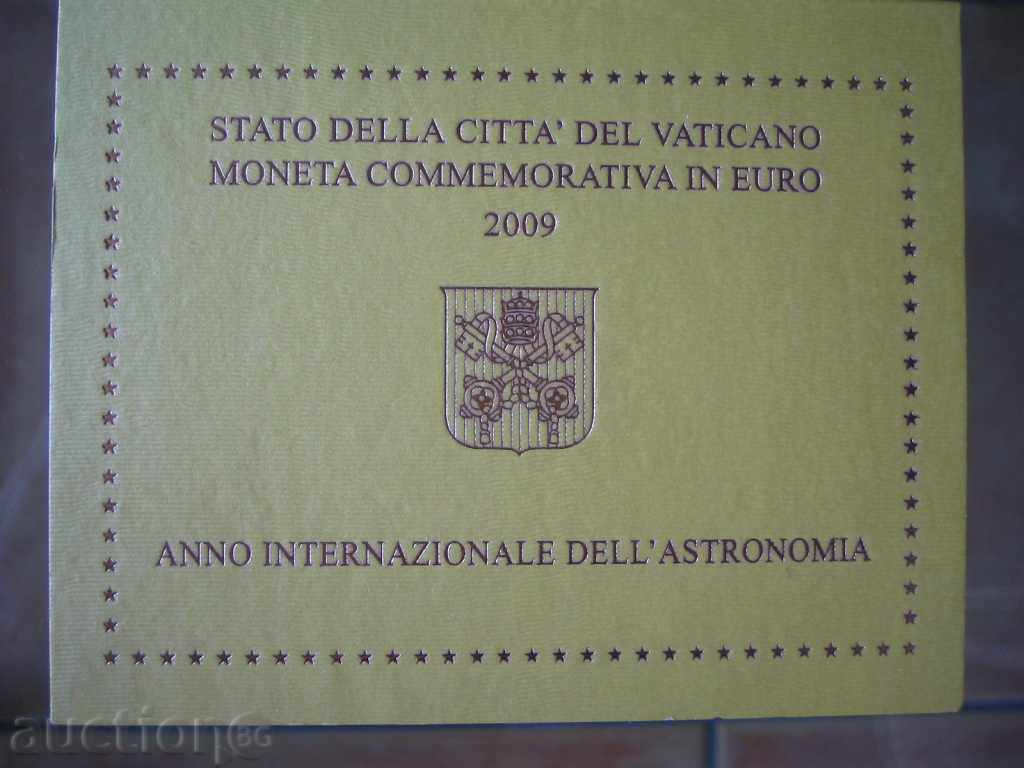 STATO DELLA CITTA' DEL VATICANO
MONETA COMMEMORATIVA IN EURO
2009
ANNO INTERNAZIONALE DELL'ASTRONOMIA
auction BG